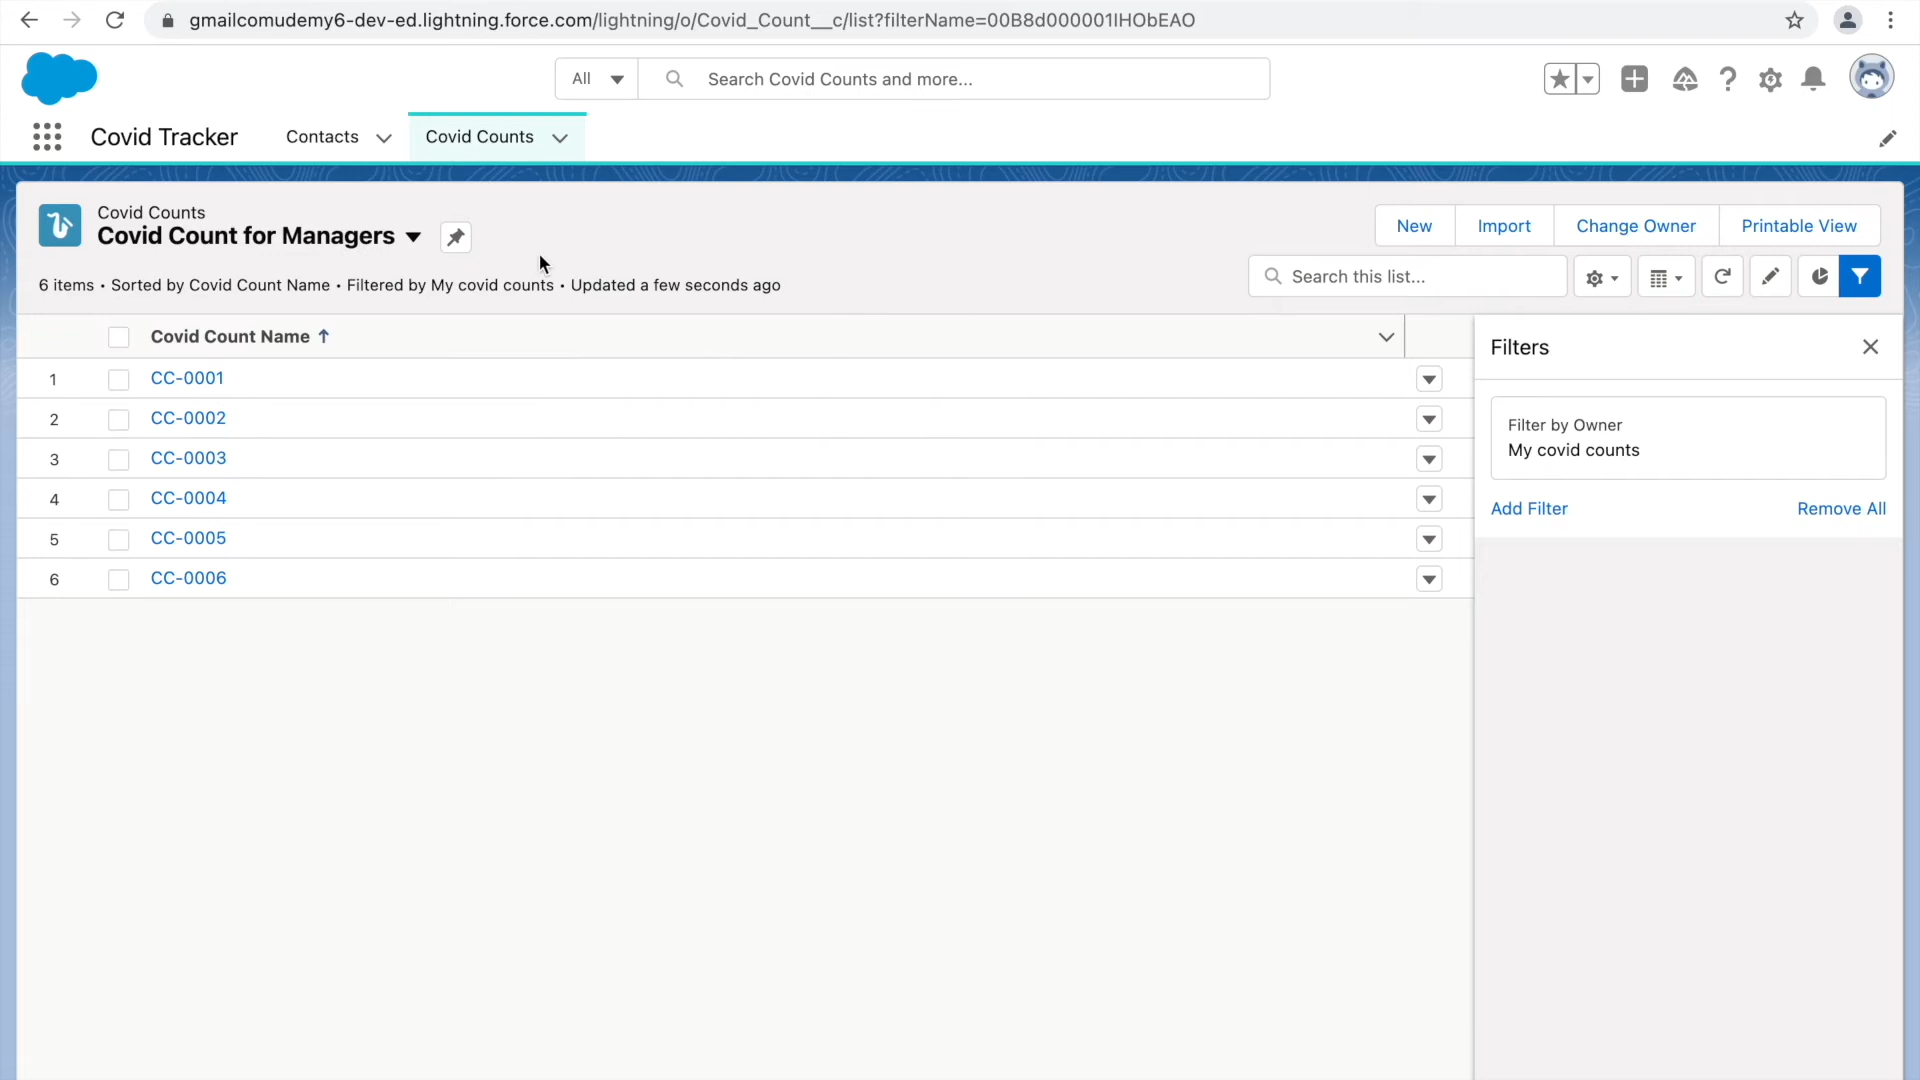 gmailcomudemy6-dev-ed.lightning.force.com/lightning/o/Covid_Count__c/list?filterName=00B8d000001IHObEAO
All
Search Covid Counts and more...
Covid Tracker
Contacts
Covid Counts
Covid Counts
Covid Count for Managers
New
Import
Change Owner
Printable View
6 items • Sorted by Covid Count Name • Filtered by My covid counts • Updated a few seconds ago
Search this list...
Covid Count Name
1 CC-0001
2 CC-0002
3 CC-0003
4 CC-0004
5 CC-0005
6 CC-0006
Filters
Filter by Owner
My covid counts
Add Filter
Remove All